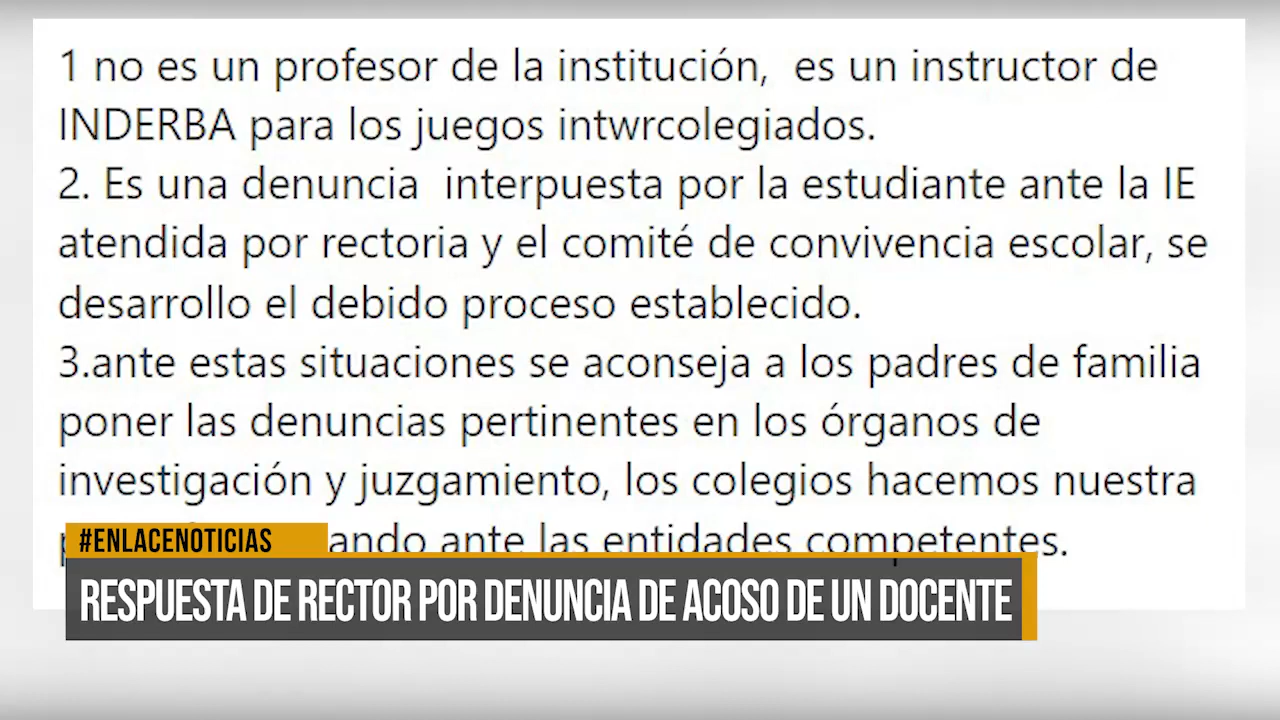 1 no es un profesor de la institución,  es un instructor de
INDERBA para los juegos intwrcolegiados.
2. Es una denuncia  interpuesta por la estudiante ante la IE
atendida por rectoria y el comité de convivencia escolar, se
desarrollo el debido proceso establecido.
3.ante estas situaciones se aconseja a los padres de familia
poner las denuncias pertinentes en los órganos de
investigación y juzgamiento, los colegios hacemos nuestra
ante las entidades competentes.
#ENLACENOTICIAS
RESPUESTA DE RECTOR POR DENUNCIA DE ACOSO DE UN DOCENTE